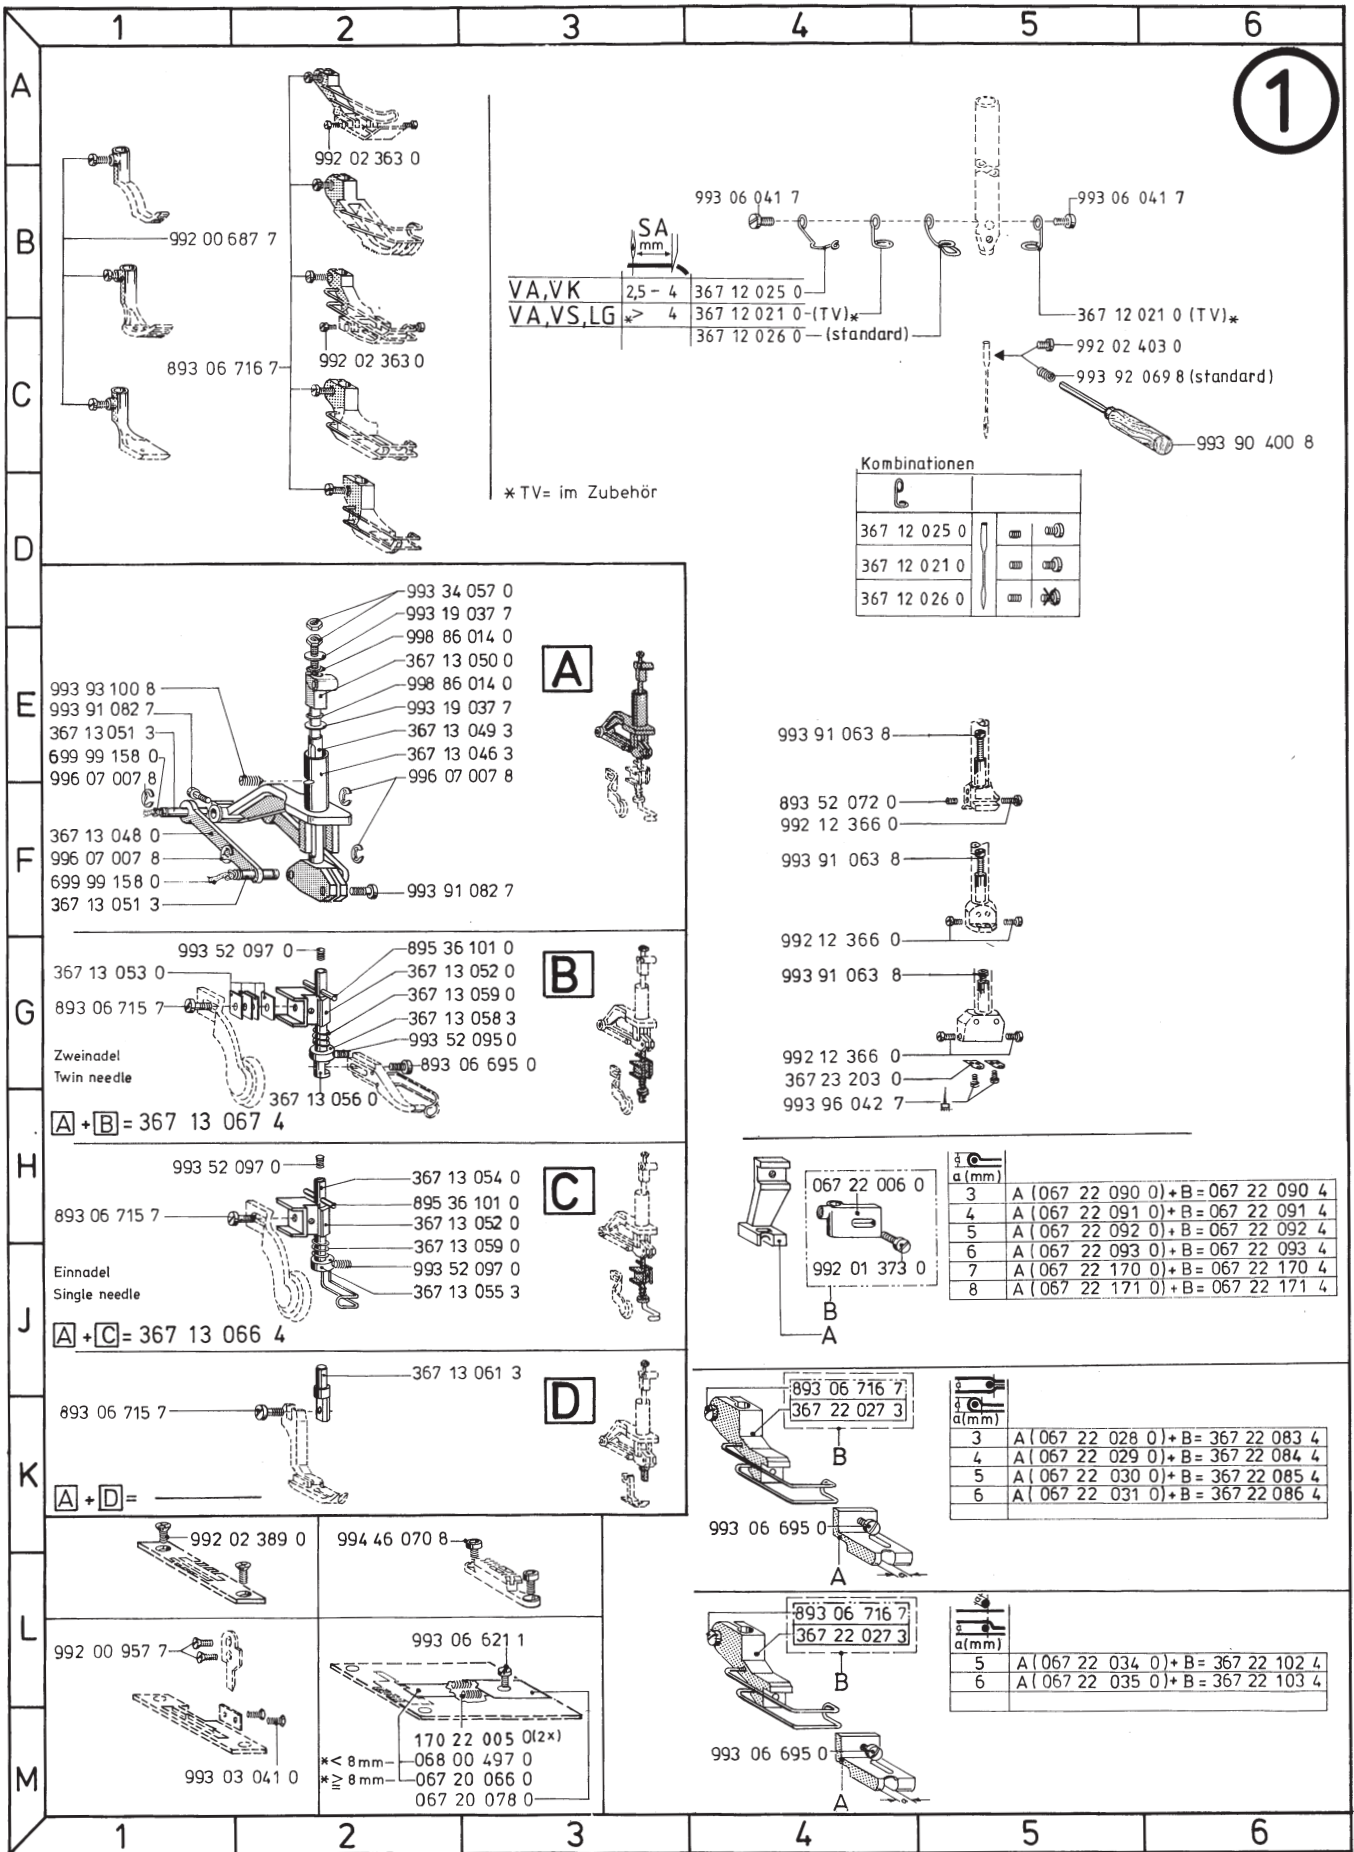 1 2 3 4 5 6
A
B
C
D
E
F
G
H
J
K
L
M
1
992 02 363 0
992 00 687 7
992 02 363 0
893 06 716 7
* TV= im Zubehör
SA
mm
VA,VK 2,5 - 4 367 12 025 0
VA,VS,LG *> 4 367 12 021 0-(TV)*
367 12 026 0-(standard)
993 06 041 7
993 06 041 7
367 12 021 0 (TV)*
992 02 403 0
993 92 069 8 (standard)
993 90 400 8
Kombinationen
367 12 025 0
367 12 021 0
367 12 026 0
A
993 34 057 0
993 19 037 7
998 86 014 0
367 13 050 0
998 86 014 0
993 19 037 7
367 13 049 3
367 13 046 3
996 07 007 8
993 93 100 8
993 91 082 7
367 13 051 3
699 99 158 0
996 07 007 8
367 13 048 0
996 07 007 8
699 99 158 0
367 13 051 3
993 91 082 7
993 91 063 8
893 52 072 0
992 12 366 0
993 91 063 8
992 12 366 0
993 91 063 8
992 12 366 0
367 23 203 0
993 96 042 7
B
993 52 097 0
367 13 053 0
893 06 715 7
895 36 101 0
367 13 052 0
367 13 059 0
367 13 058 3
993 52 095 0
893 06 695 0
367 13 056 0
Zweinadel
Twin needle
A + B = 367 13 067 4
C
993 52 097 0
893 06 715 7
367 13 054 0
895 36 101 0
367 13 052 0
367 13 059 0
993 52 097 0
367 13 055 3
Einnadel
Single needle
A + C = 367 13 066 4
D
367 13 061 3
893 06 715 7
A + D =
067 22 006 0
992 01 373 0
B
A
a
a (mm)
3 A (067 22 090 0) + B = 067 22 090 4
4 A (067 22 091 0) + B = 067 22 091 4
5 A (067 22 092 0) + B = 067 22 092 4
6 A (067 22 093 0) + B = 067 22 093 4
7 A (067 22 170 0) + B = 067 22 170 4
8 A (067 22 171 0) + B = 067 22 171 4
893 06 716 7
367 22 027 3
B
993 06 695 0
A
a
a
a
a(mm)
3 A (067 22 028 0) + B = 367 22 083 4
4 A (067 22 029 0) + B = 367 22 084 4
5 A (067 22 030 0) + B = 367 22 085 4
6 A (067 22 031 0) + B = 367 22 086 4
992 02 389 0
994 46 070 8
992 00 957 7
993 03 041 0
993 06 621 1
170 22 005 0(2x)
*< 8mm 068 00 497 0
*≧ 8mm 067 20 066 0
067 20 078 0
893 06 716 7
367 22 027 3
B
993 06 695 0
A
a
a(mm)
5 A (067 22 034 0) + B = 367 22 102 4
6 A (067 22 035 0) + B = 367 22 103 4
1 2 3 4 5 6